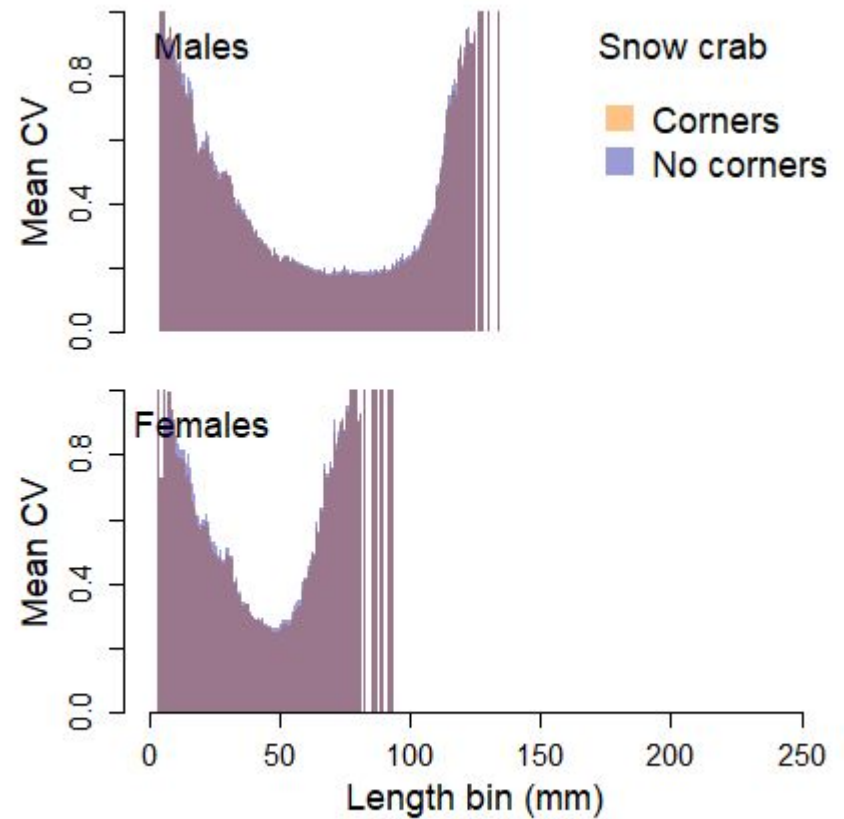 Males
Snow crab
Corners
No corners
Mean CV
0.8
0.4
0.0
Females
Mean CV
0.8
0.4
0.0
0 50 100 150 200 250
Length bin (mm)